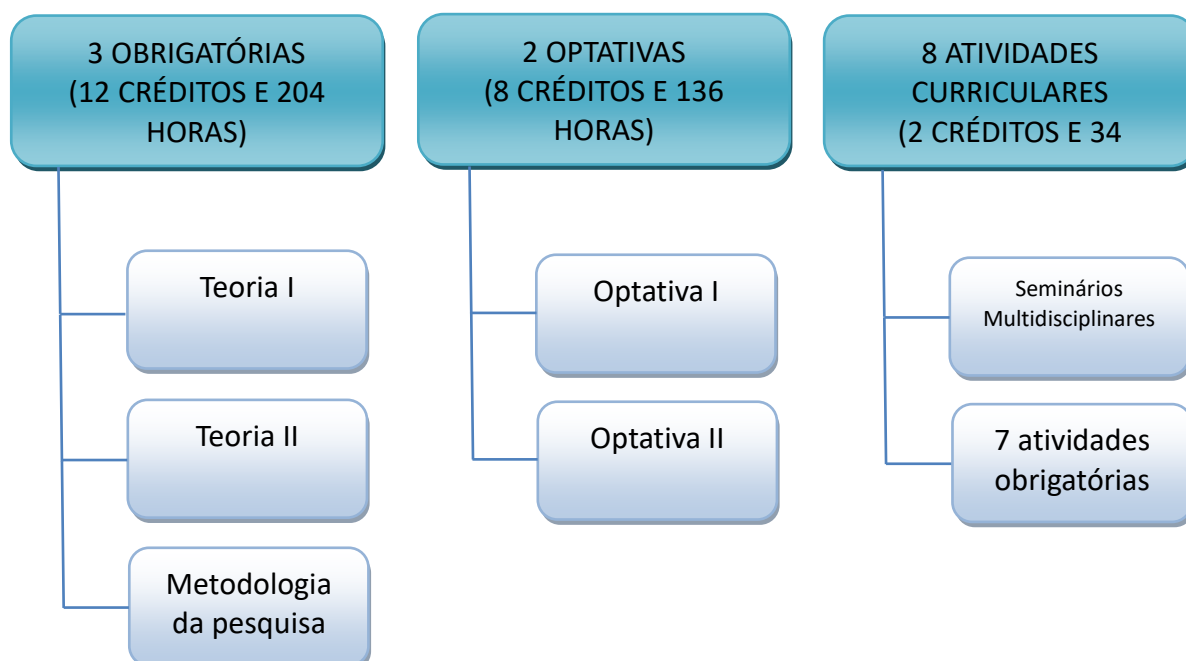 3 OBRIGATÓRIAS
(12 CRÉDITOS E 204
HORAS)
Teoria I
Teoria II
Metodologia
da pesquisa
2 OPTATIVAS
(8 CRÉDITOS E 136
HORAS)
Optativa I
Optativa II
8 ATIVIDADES
CURRICULARES
(2 CRÉDITOS E 34
Seminários
Multidisciplinares
7 atividades
obrigatórias